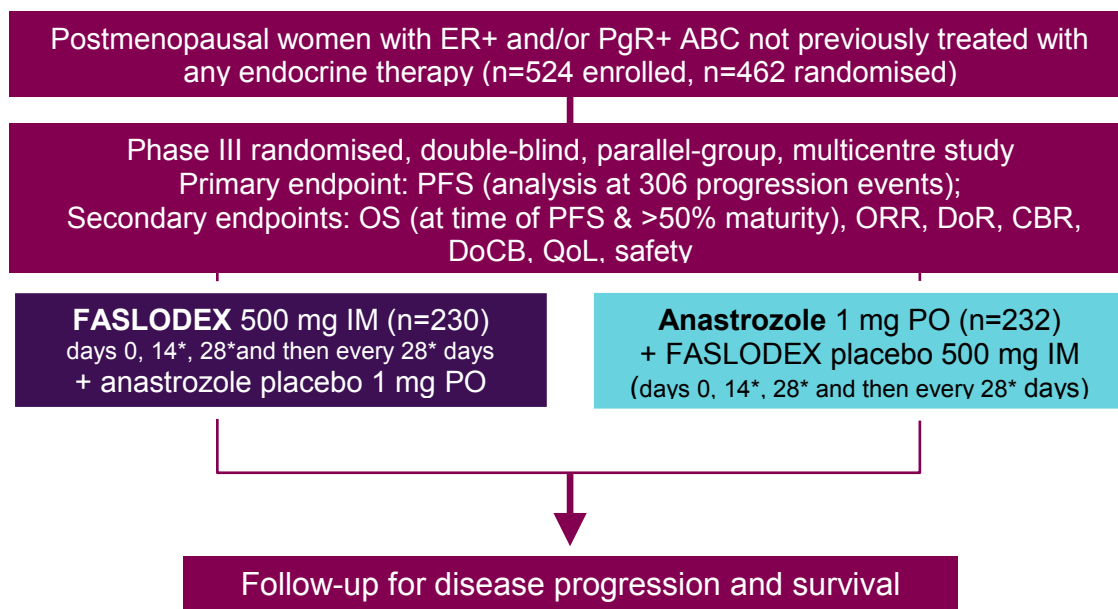 Postmenopausal women with ER+ and/or PgR+ ABC not previously treated with
any endocrine therapy (n=524 enrolled, n=462 randomised)
Phase III randomised, double-blind, parallel-group, multicentre study
Primary endpoint: PFS (analysis at 306 progression events);
Secondary endpoints: OS (at time of PFS & >50% maturity), ORR, DoR, CBR,
DoCB, QoL, safety
FASLODEX 500 mg IM (n=230)
days 0, 14*, 28*and then every 28* days
+ anastrozole placebo 1 mg PO
Anastrozole 1 mg PO (n=232)
+ FASLODEX placebo 500 mg IM
(days 0, 14*, 28* and then every 28* days)
Follow-up for disease progression and survival